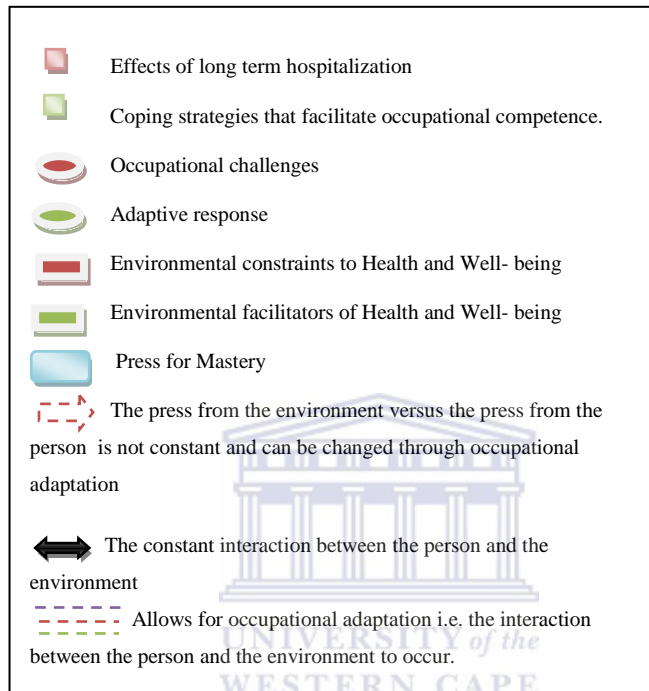 Effects of long term hospitalization
Coping strategies that facilitate occupational competence.
Occupational challenges
Adaptive response
Environmental constraints to Health and Well- being
Environmental facilitators of Health and Well- being
Press for Mastery
The press from the environment versus the press from the
person is not constant and can be changed through occupational
adaptation
The constant interaction between the person and the
environment
Allows for occupational adaptation i.e. the interaction
UNIVERSITY of the
between the person and the environment to occur.
WESTERN CAPE